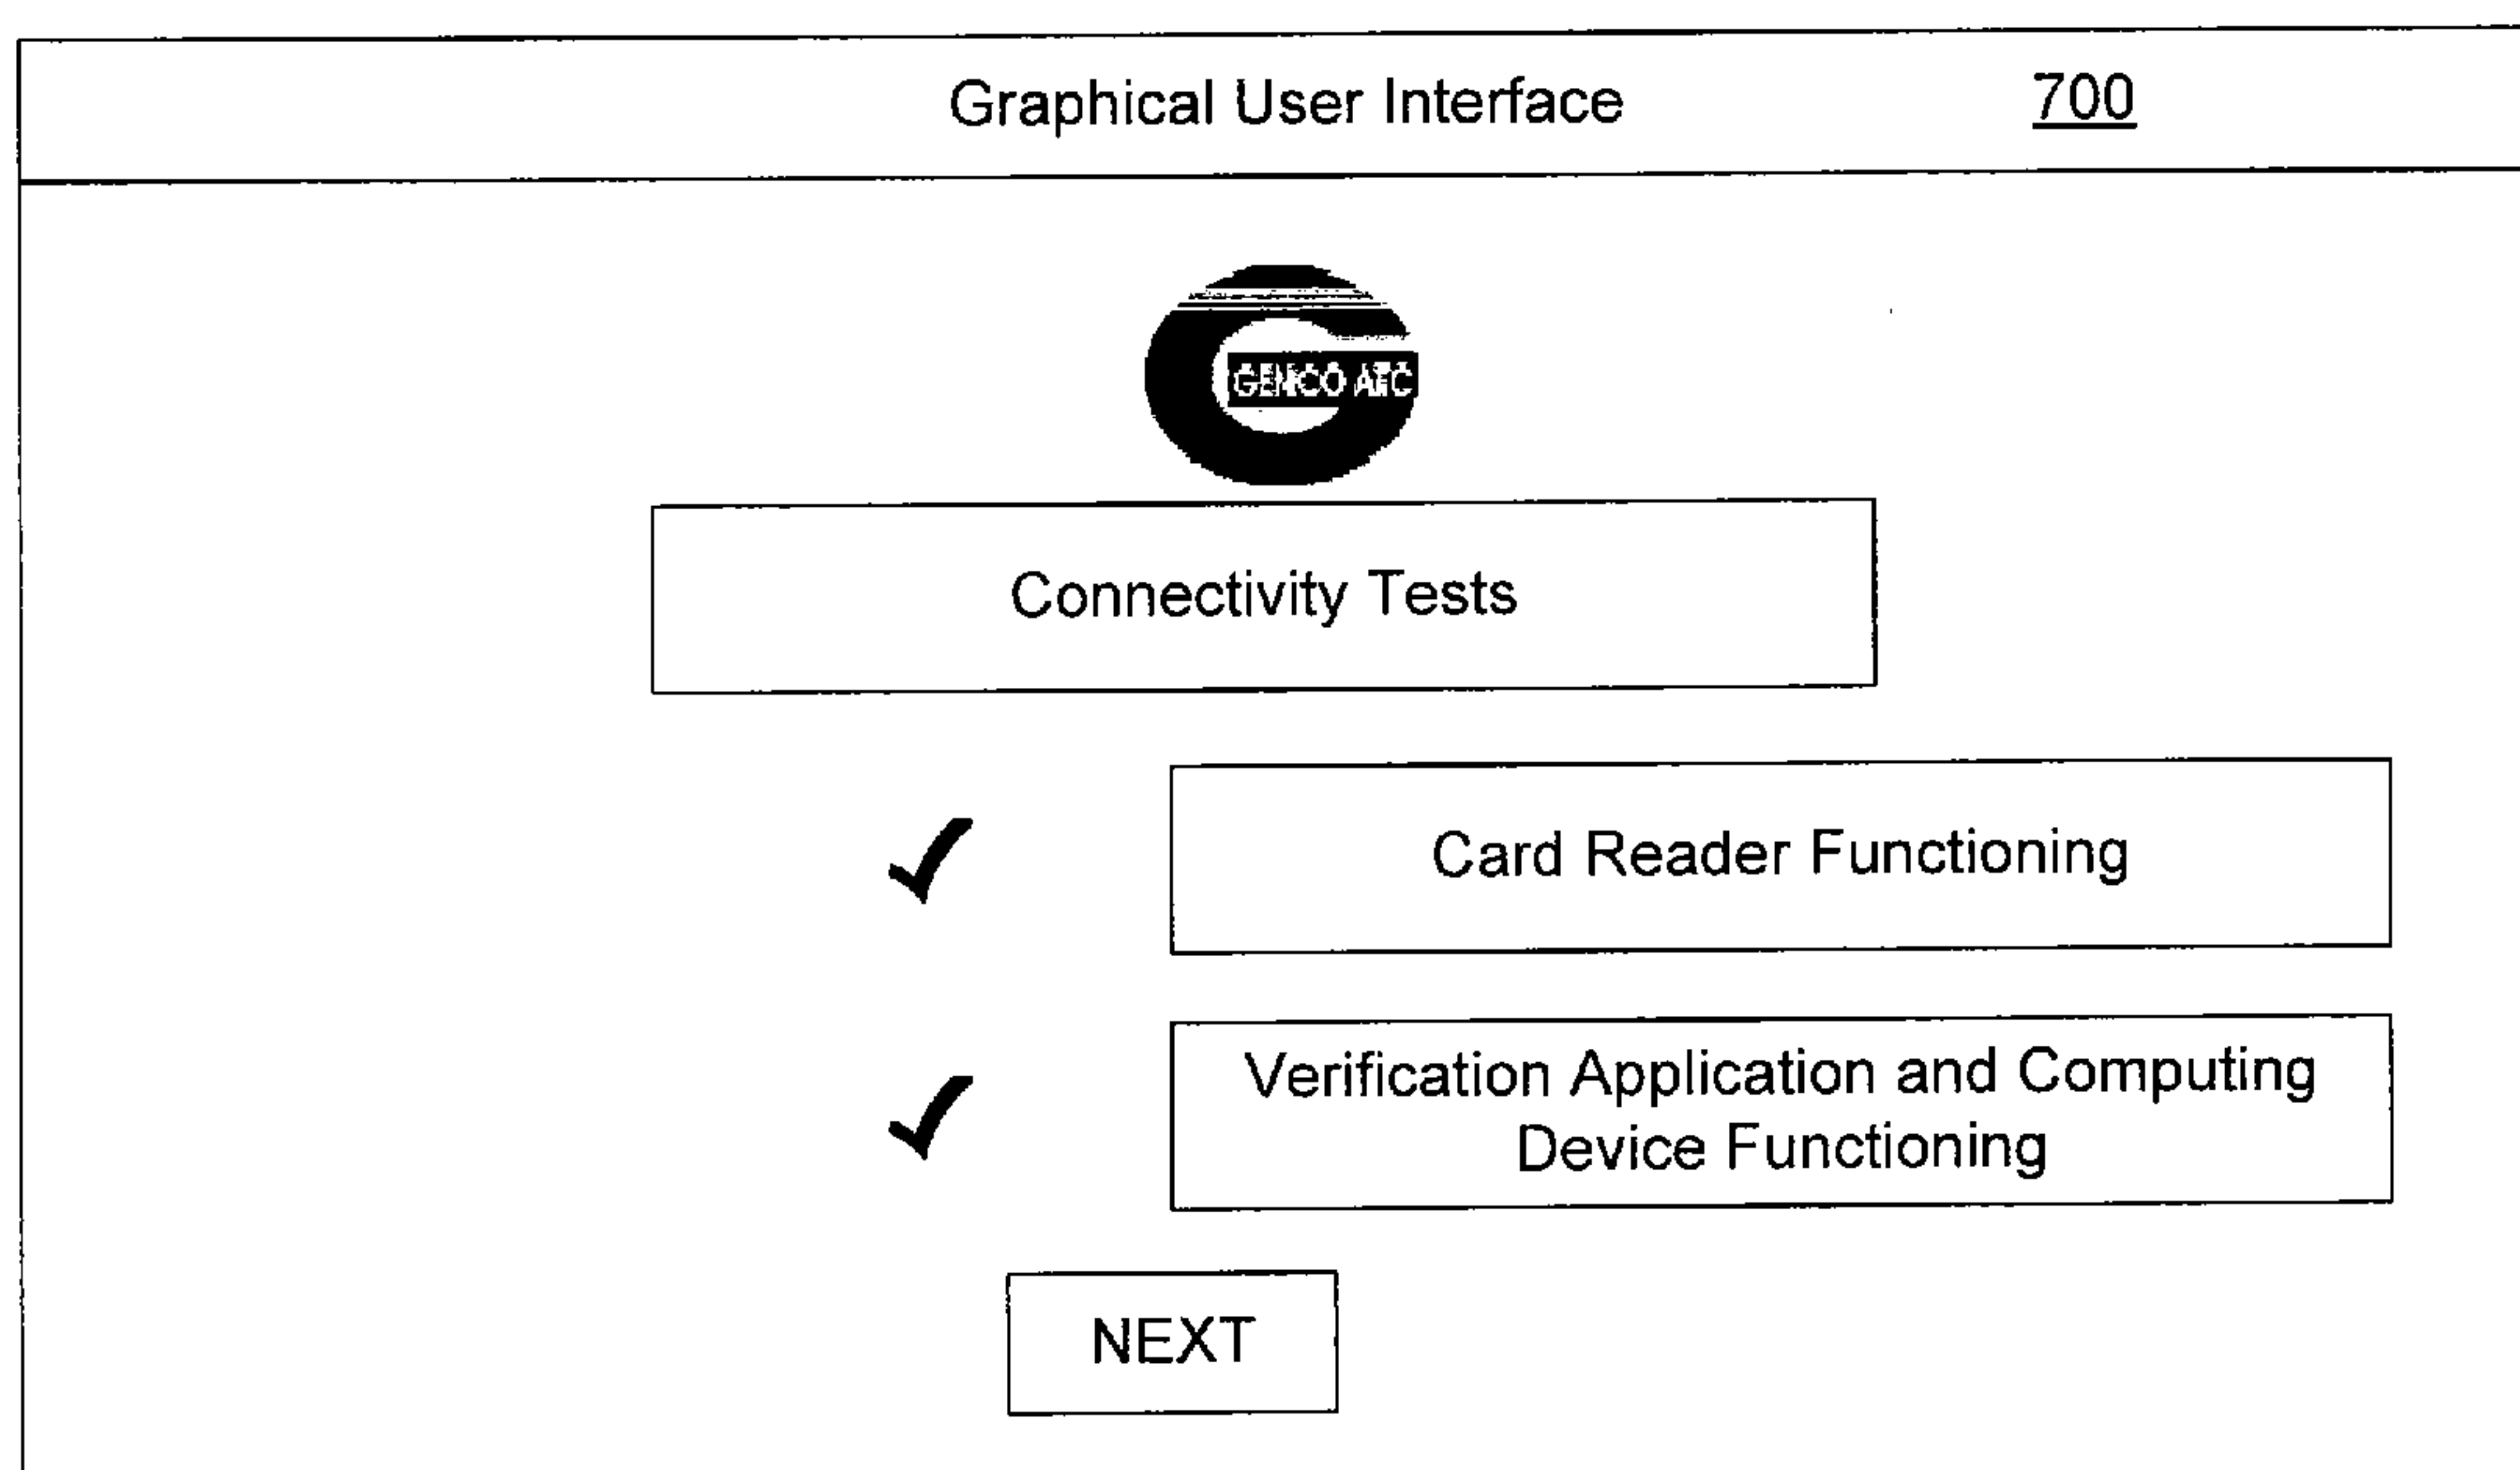 Graphical User Interface 700
GENCO ATC
Connectivity Tests
Card Reader Functioning
Verification Application and Computing
Device Functioning
NEXT